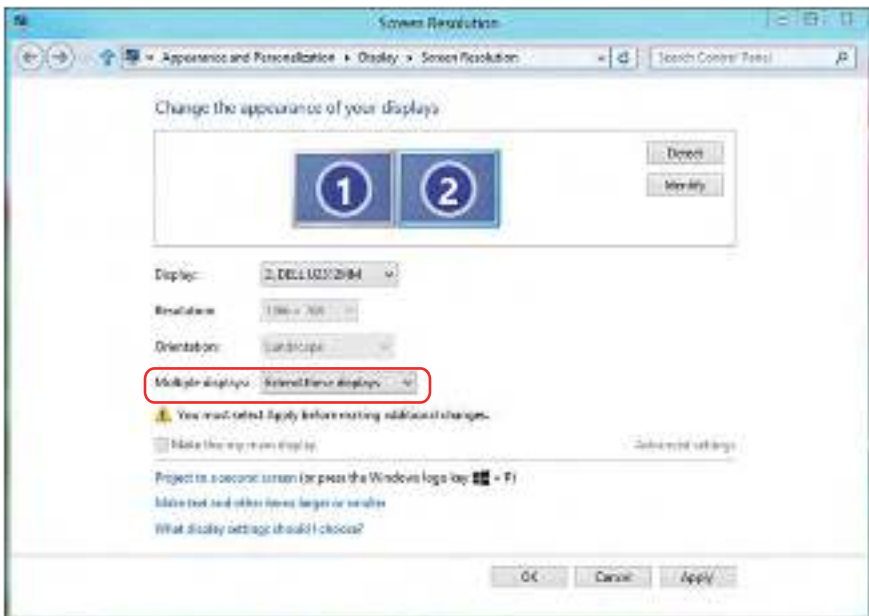 Screen Resolution
Appearance and Personalization Display Screen Resolution
Search Control Panel
Change the appearance of your displays
1 2
Detect
Identify
Display: 2. DELL U2312HM
Resolution:
Orientation: Landscape
Multiple displays: Extend these displays
You must select Apply before making additional changes.
Make this my main display
Advanced settings
Project to a second screen (or press the Windows logo key + P)
Make text and other items larger or smaller
What display settings should I choose?
OK Cancel Apply